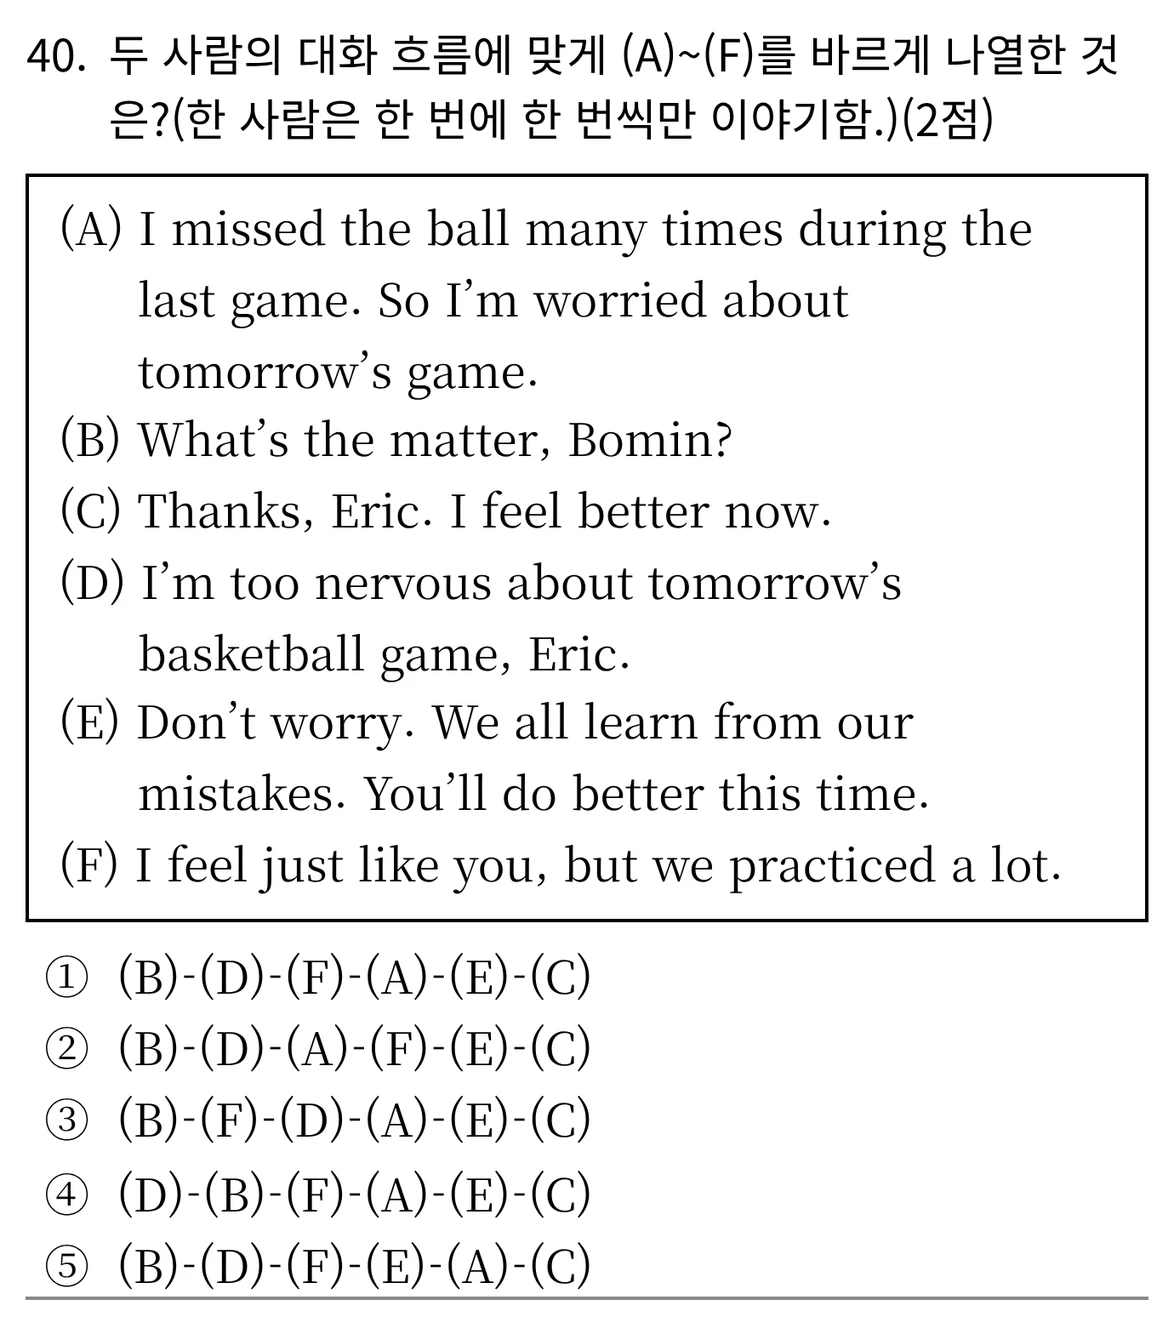 40. 두 사람의 대화 흐름에 맞게 (A)~(F)를 바르게 나열한 것
은?(한 사람은 한 번에 한 번씩만 이야기함.)(2점)
(A) I missed the ball many times during the
last game. So I’m worried about
tomorrow’s game.
(B) What’s the matter, Bomin?
(C) Thanks, Eric. I feel better now.
(D) I’m too nervous about tomorrow’s
basketball game, Eric.
(E) Don’t worry. We all learn from our
mistakes. You’ll do better this time.
(F) I feel just like you, but we practiced a lot.
① (B)-(D)-(F)-(A)-(E)-(C)
② (B)-(D)-(A)-(F)-(E)-(C)
③ (B)-(F)-(D)-(A)-(E)-(C)
④ (D)-(B)-(F)-(A)-(E)-(C)
⑤ (B)-(D)-(F)-(E)-(A)-(C)